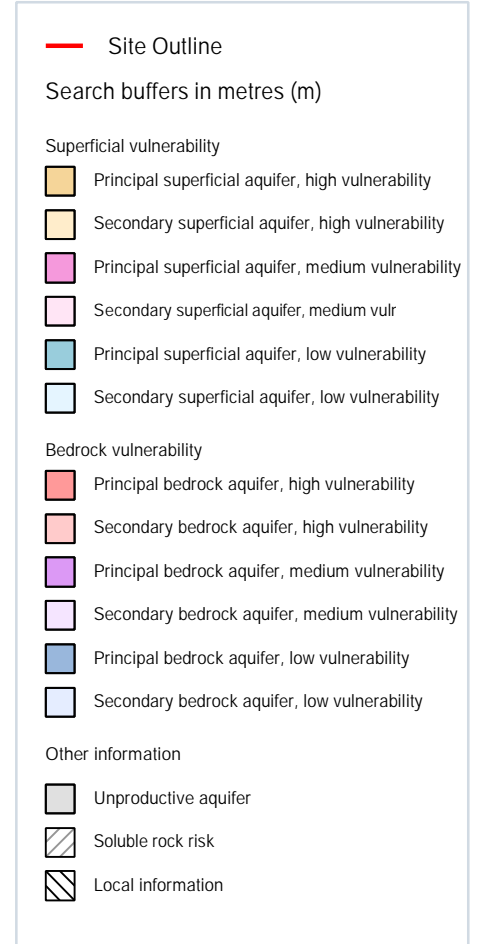 Site Outline
Search buffers in metres (m)
Superficial vulnerability
Principal superficial aquifer, high vulnerability
Secondary superficial aquifer, high vulnerability
Principal superficial aquifer, medium vulnerability
Secondary superficial aquifer, medium vulr
Principal superficial aquifer, low vulnerability
Secondary superficial aquifer, low vulnerability
Bedrock vulnerability
Principal bedrock aquifer, high vulnerability
Secondary bedrock aquifer, high vulnerability
Principal bedrock aquifer, medium vulnerability
Secondary bedrock aquifer, medium vulnerability
Principal bedrock aquifer, low vulnerability
Secondary bedrock aquifer, low vulnerability
Other information
Unproductive aquifer
Soluble rock risk
Local information